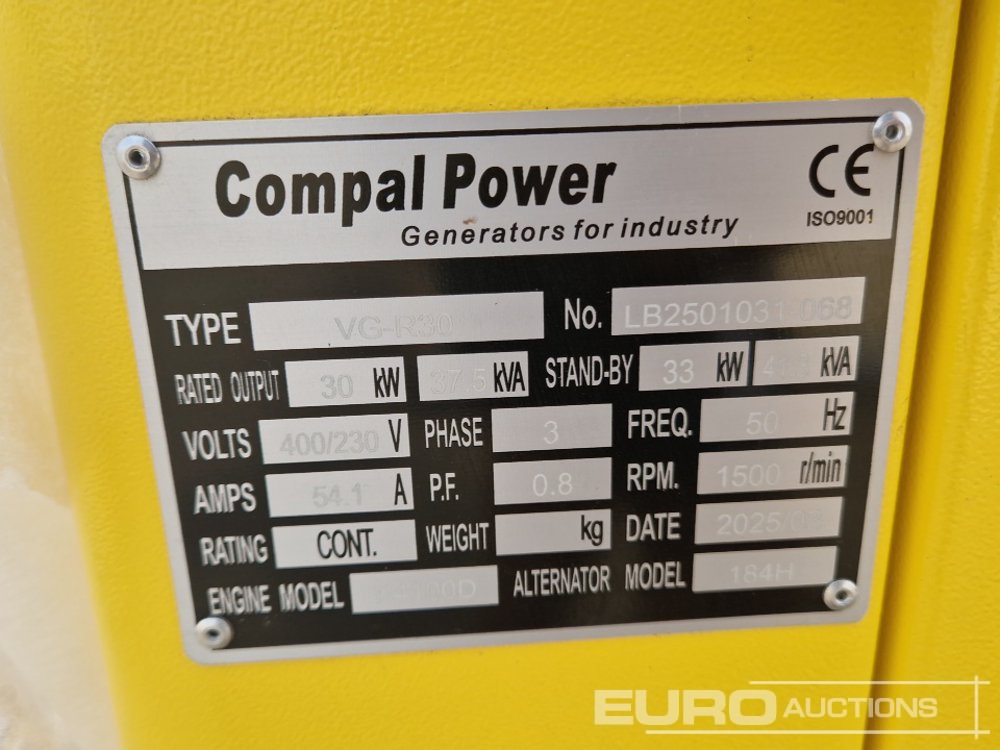 Compal Power
Generators for industry
CE
ISO9001
TYPE VG-R30 No. LB2501031-068
RATED OUTPUT 30 kW 37.5 kVA STAND-BY 33 kW kVA
VOLTS 400/230 V PHASE 3 FREQ. 50 Hz
AMPS 54.1 A P.F. 0.8 RPM. 1500 r/min
RATING CONT. WEIGHT kg DATE
ENGINE MODEL ALTERNATOR MODEL 184H
EURO AUCTIONS